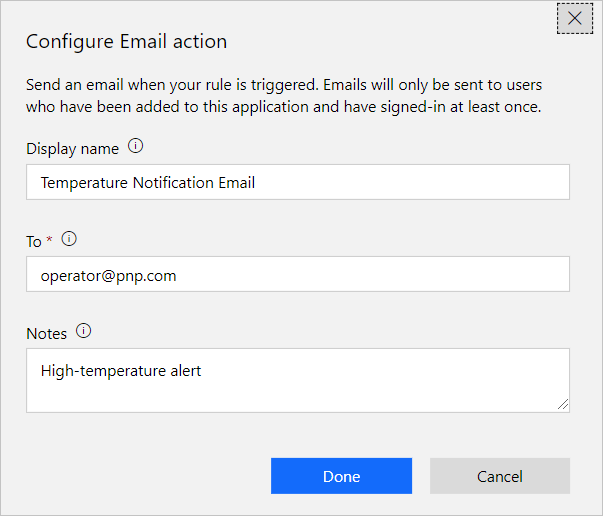 Configure Email action
Send an email when your rule is triggered. Emails will only be sent to users
who have been added to this application and have signed-in at least once.
Display name
Temperature Notification Email
To *
operator@pnp.com
Notes
High-temperature alert
Done
Cancel